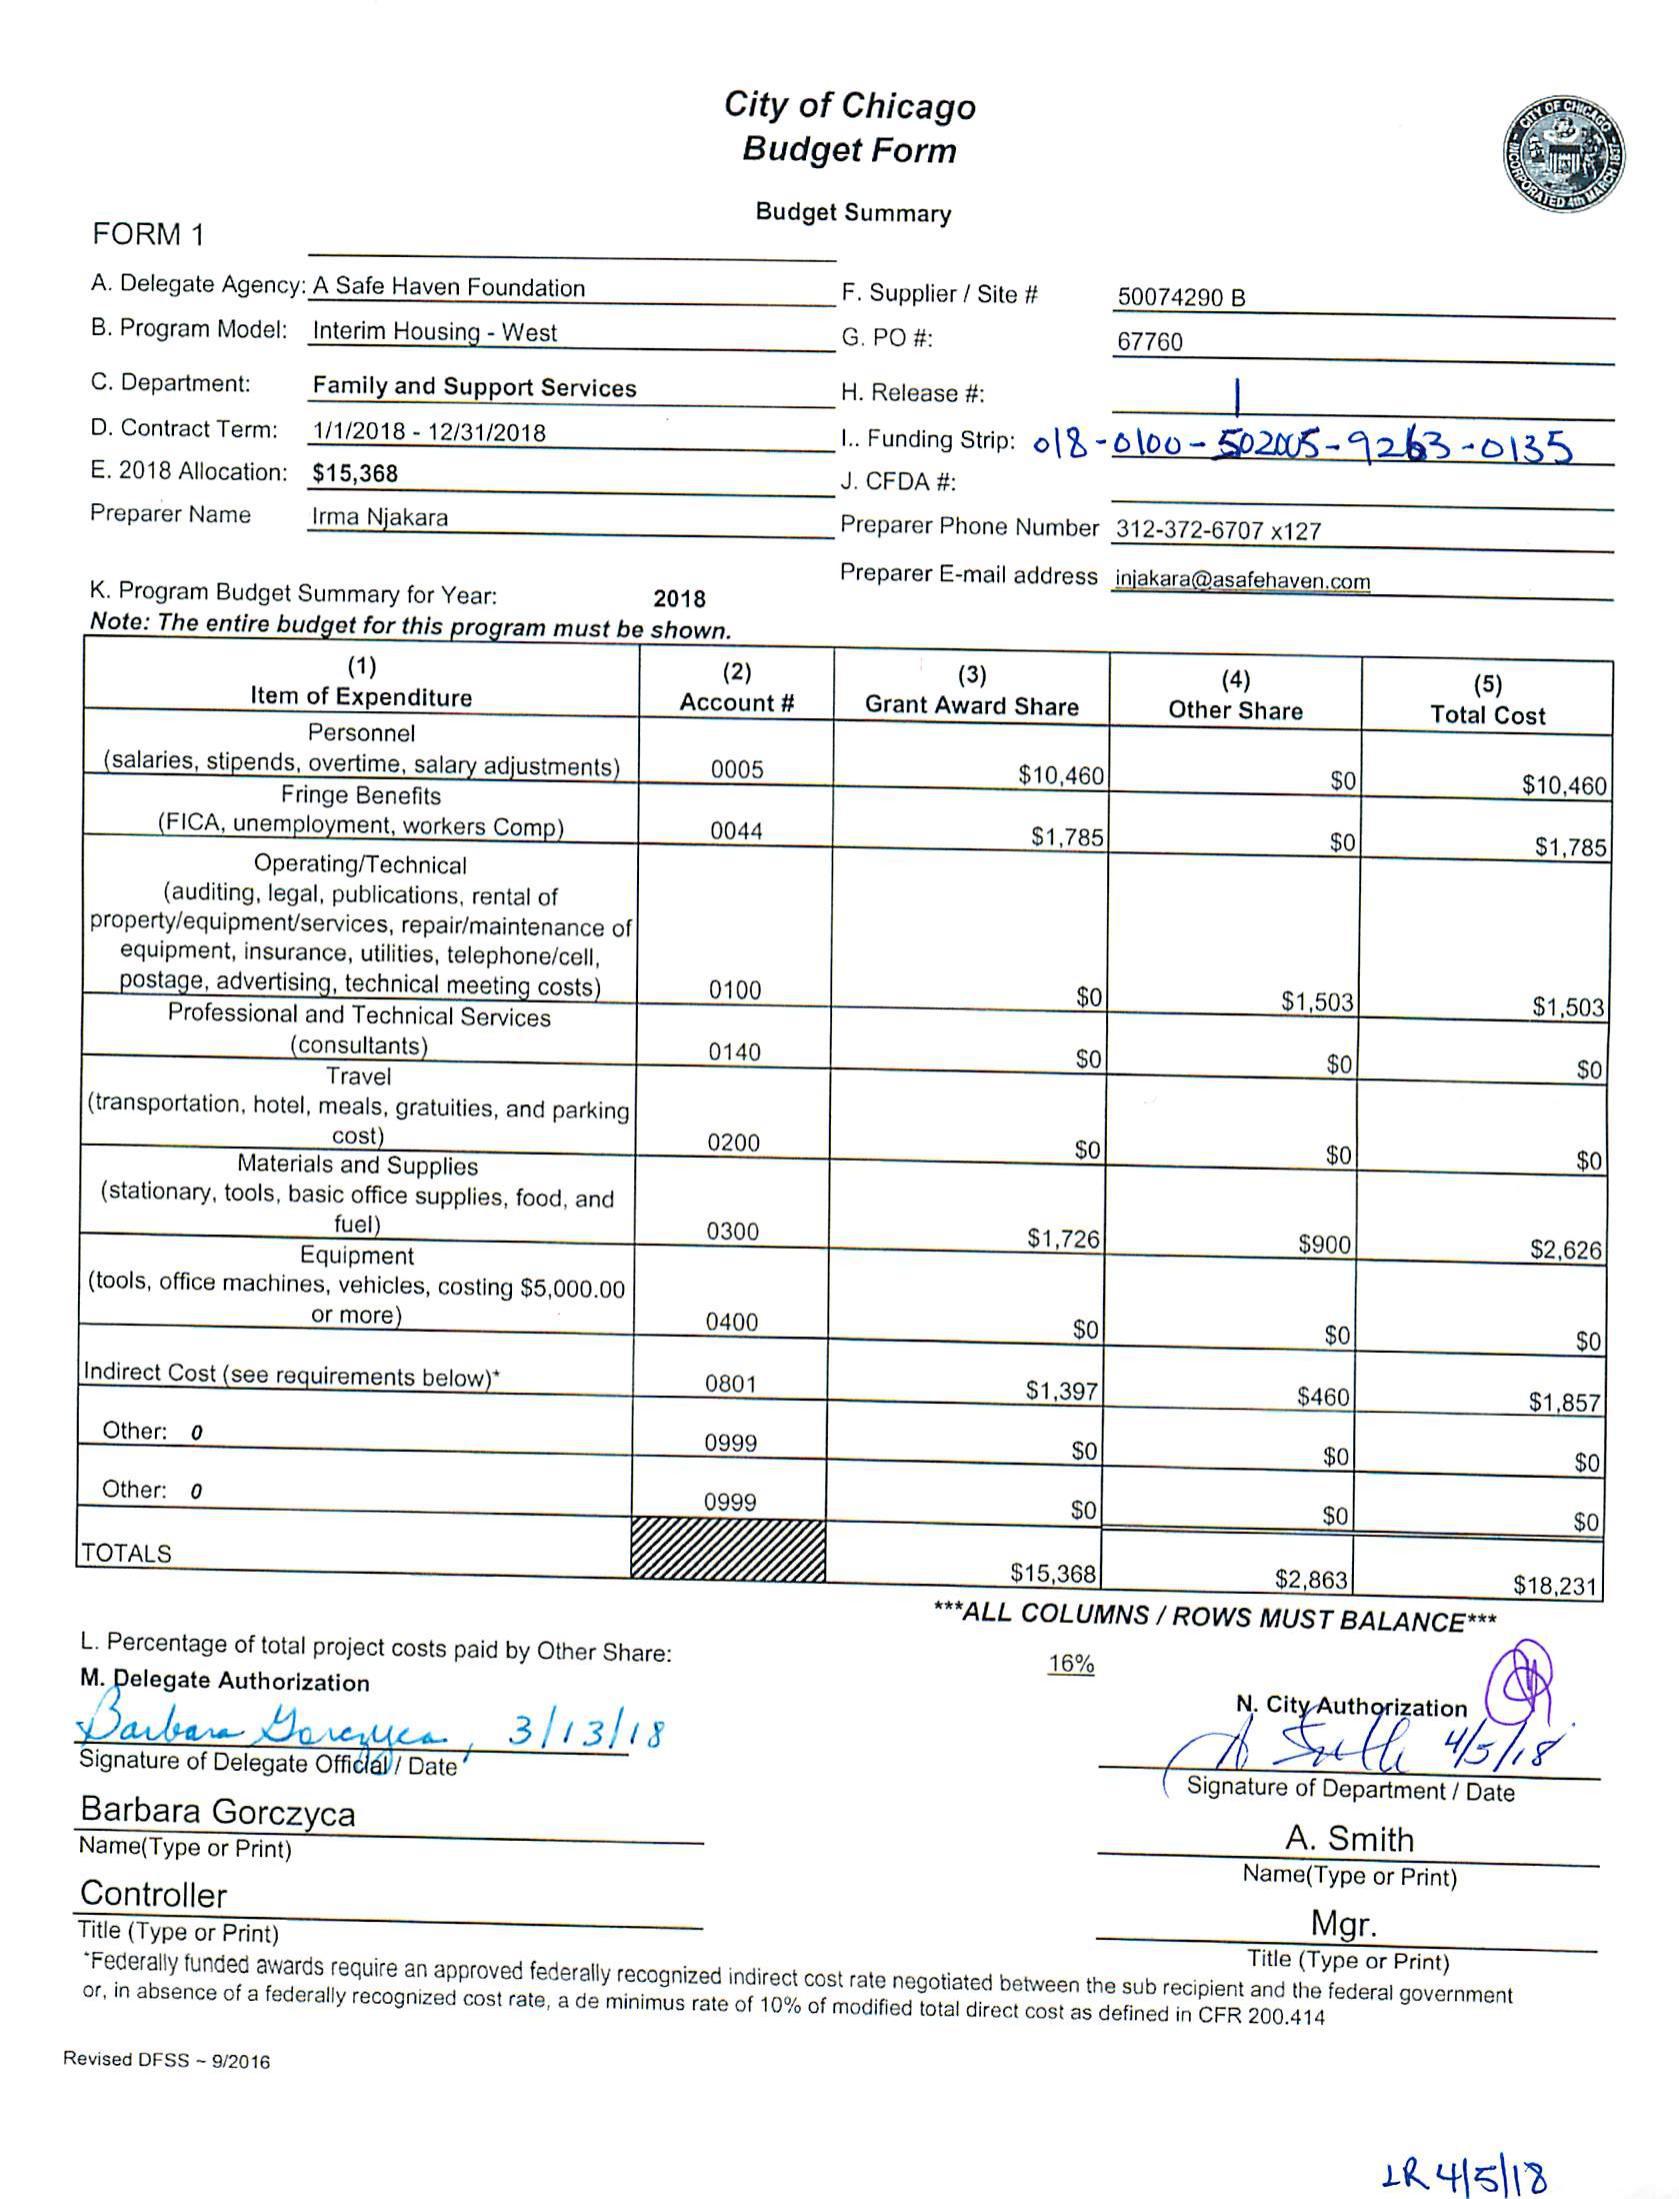 City of Chicago
Budget Form
CITY OF CHICAGO
INCORPORATED 4th MARCH 1837
Budget Summary
FORM 1
A. Delegate Agency: A Safe Haven Foundation
F. Supplier / Site # 50074290 B
B. Program Model: Interim Housing - West
G. PO #: 67760
C. Department: Family and Support Services
H. Release #: 1
D. Contract Term: 1/1/2018 - 12/31/2018
I.. Funding Strip: 018-0100-502005-9263-0135
E. 2018 Allocation: $15,368
J. CFDA #:
Preparer Name Irma Njakara
Preparer Phone Number 312-372-6707 x127
Preparer E-mail address injakara@asafehaven.com
K. Program Budget Summary for Year: 2018
Note: The entire budget for this program must be shown.
(1) (2) (3) (4) (5)
Item of Expenditure Account # Grant Award Share Other Share Total Cost
Personnel
(salaries, stipends, overtime, salary adjustments) 0005 $10,460 $0 $10,460
Fringe Benefits
(FICA, unemployment, workers Comp) 0044 $1,785 $0 $1,785
Operating/Technical
(auditing, legal, publications, rental of
property/equipment/services, repair/maintenance of
equipment, insurance, utilities, telephone/cell,
postage, advertising, technical meeting costs) 0100 $0 $1,503 $1,503
Professional and Technical Services
(consultants) 0140 $0 $0 $0
Travel
(transportation, hotel, meals, gratuities, and parking
cost) 0200 $0 $0 $0
Materials and Supplies
(stationary, tools, basic office supplies, food, and
fuel) 0300 $1,726 $900 $2,626
Equipment
(tools, office machines, vehicles, costing $5,000.00
or more) 0400 $0 $0 $0
Indirect Cost (see requirements below)* 0801 $1,397 $460 $1,857
Other: 0 0999 $0 $0 $0
Other: 0 0999 $0 $0 $0
TOTALS $15,368 $2,863 $18,231
***ALL COLUMNS / ROWS MUST BALANCE***
L. Percentage of total project costs paid by Other Share: 16%
M. Delegate Authorization
N. City Authorization
Barbara Gorczyca, 3/13/18
A Smith 4/5/18
Signature of Delegate Official / Date
Signature of Department / Date
Barbara Gorczyca
A. Smith
Name(Type or Print)
Name(Type or Print)
Controller
Mgr.
Title (Type or Print)
Title (Type or Print)
*Federally funded awards require an approved federally recognized indirect cost rate negotiated between the sub recipient and the federal government
or, in absence of a federally recognized cost rate, a de minimus rate of 10% of modified total direct cost as defined in CFR 200.414
Revised DFSS ~ 9/2016
LR 4/5/18